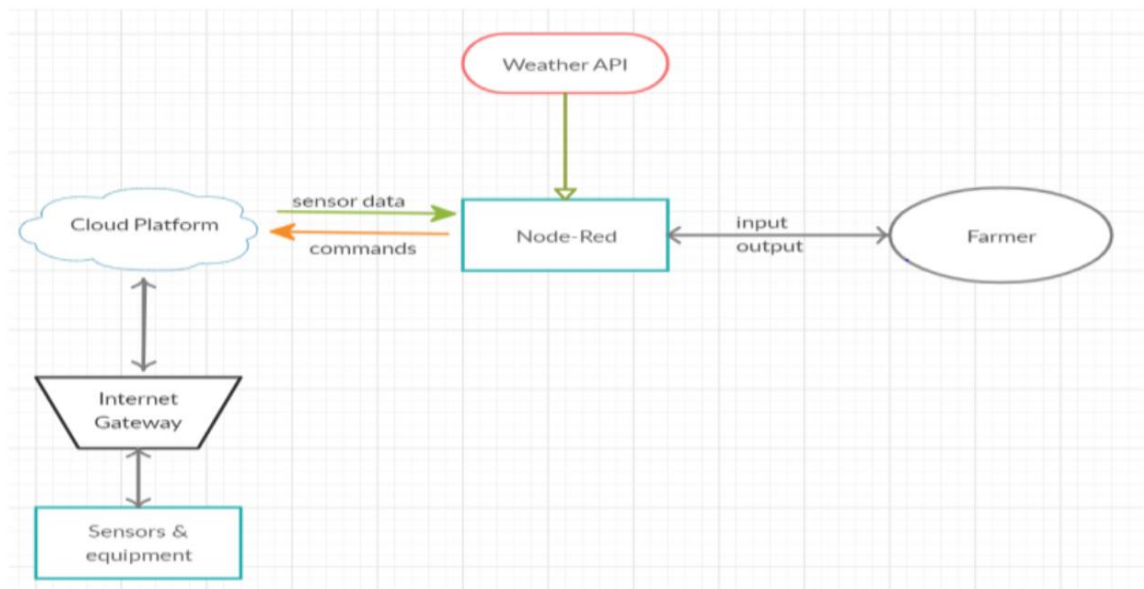 Weather API
sensor data
Cloud Platform
commands
Node-Red
input
output
Farmer
Internet
Gateway
Sensors &
equipment